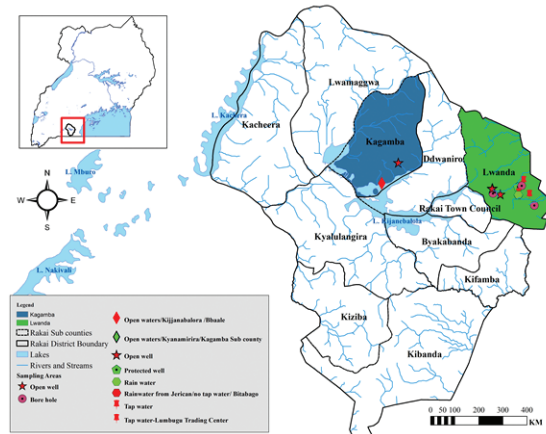 Lwamaggwa
L. Kachera
Kacheera
Kagamba
Ddwaniro
Lwanda
L. Mburo
N
W
E
S
Rakai Town Council
L. Kijanebalola
Kyalulangira
Byakabanda
L. Nakivali
Kifamba
Kiziba
Kibanda
Legend
Kagamba
Lwanda
Rakai Sub counties
Rakai District Boundary
Lakes
Rivers and Streams
Sampling Areas
Open well
Bore hole
Open waters/Kijjanabalora /Bbaale
Open waters/Kyanamirira/Kagamba Sub county
Open well
Protected well
Rain water
Rainwater from Jerican/no tap water/ Bitabago
Tap water
Tap water-Lumbugu Trading Center
0 50 100 200 300 400
KM